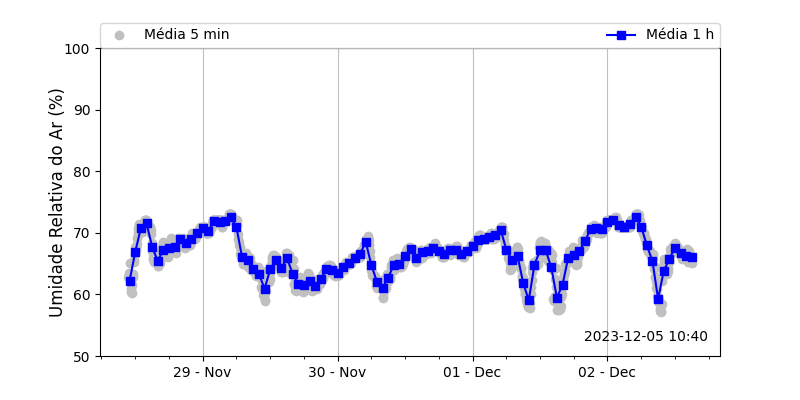 Média 5 min Média 1 h
100
90
80
70
60
50
Umidade Relativa do Ar (%)
2023-12-05 10:40
29 - Nov 30 - Nov 01 - Dec 02 - Dec